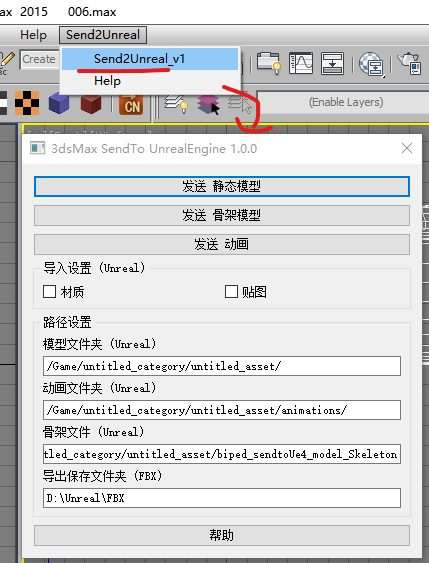 ax 2015 006.max
Help Send2Unreal
Create
Send2Unreal_v1
Help
CN
(Enable Layers)
3dsMax SendTo UnrealEngine 1.0.0
发送 静态模型
发送 骨架模型
发送 动画
导入设置 (Unreal)
材质 贴图
路径设置
模型文件夹 (Unreal)
/Game/untitled_category/untitled_asset/
动画文件夹 (Unreal)
/Game/untitled_category/untitled_asset/animations/
骨架文件 (Unreal)
tled_category/untitled_asset/biped_sendtoUe4_model_Skeleton
导出保存文件夹 (FBX)
D:\Unreal\FBX
帮助